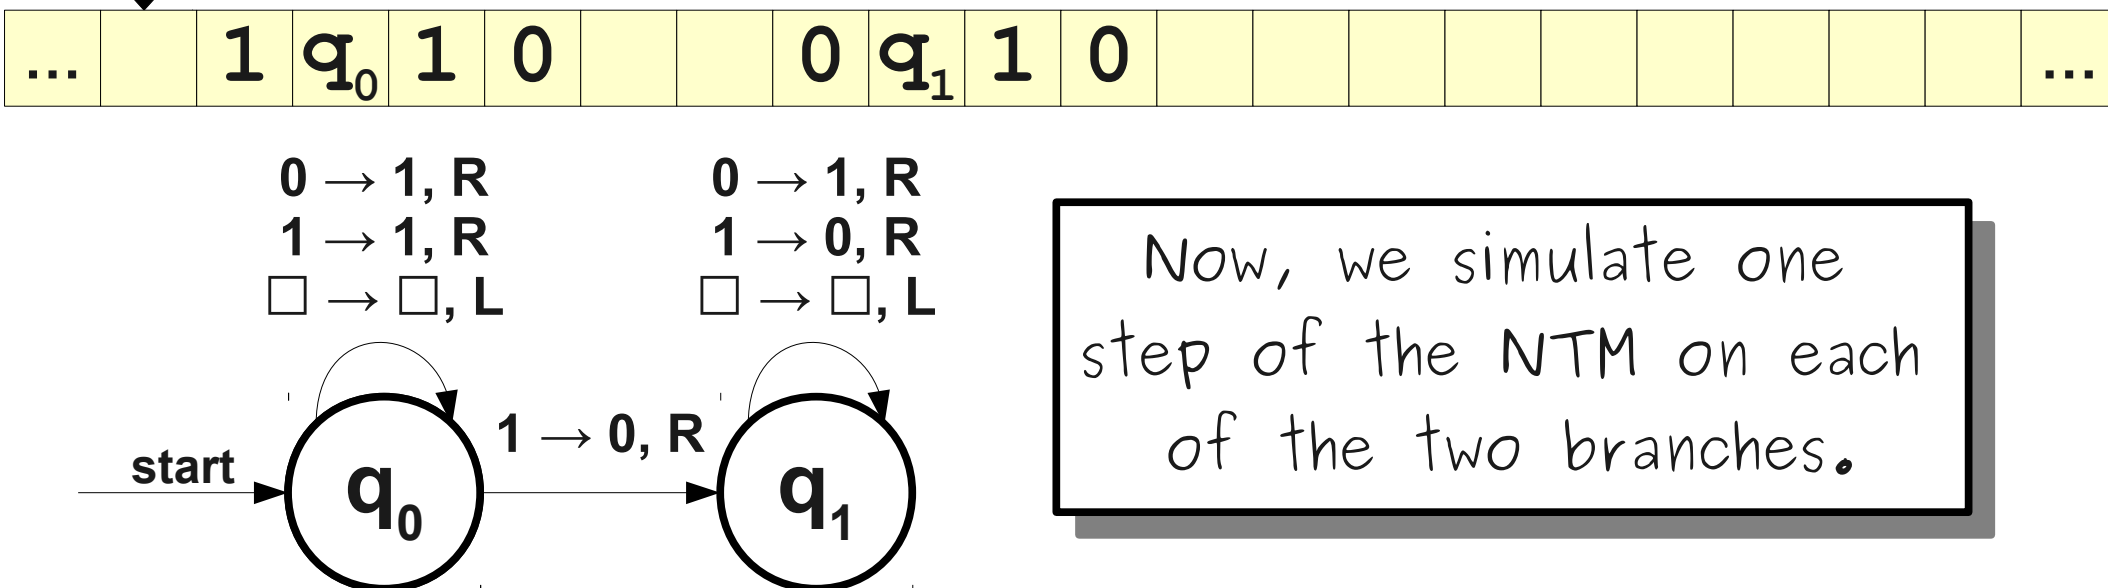 ... 1 q₀ 1 0 0 q₁ 1 0 ...
0 → 1, R
1 → 1, R
□ → □, L
0 → 1, R
1 → 0, R
□ → □, L
Now, we simulate one
step of the NTM on each
of the two branches.
start
q₀
1 → 0, R
q₁